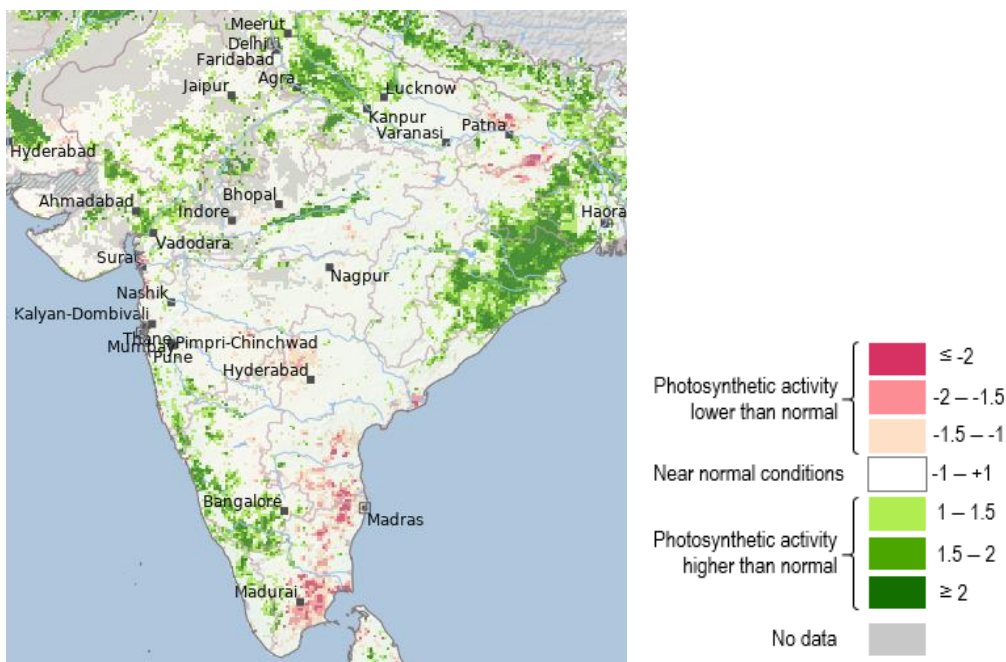 Meerut
Delhi
Faridabad
Agra
Jaipur
Lucknow
Kanpur
Varanasi
Patna
Hyderabad
Ahmadabad
Bhopal
Indore
Haora
Vadodara
Surat
Nagpur
Nashik
Kalyan-Dombivali
Thane
Mumbai
Pimpri-Chinchwad
Pune
Hyderabad
Bangalore
Madras
Madurai
Photosynthetic activity
lower than normal
≤ -2
-2 – -1.5
-1.5 – -1
Near normal conditions
-1 – +1
Photosynthetic activity
higher than normal
1 – 1.5
1.5 – 2
≥ 2
No data